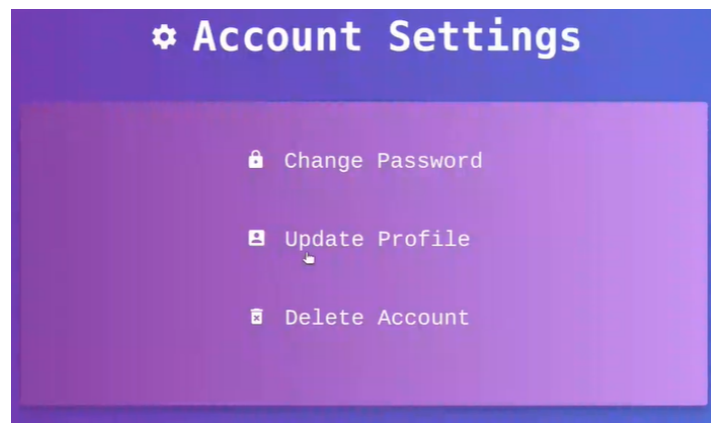 Account Settings
Change Password
Update Profile
Delete Account